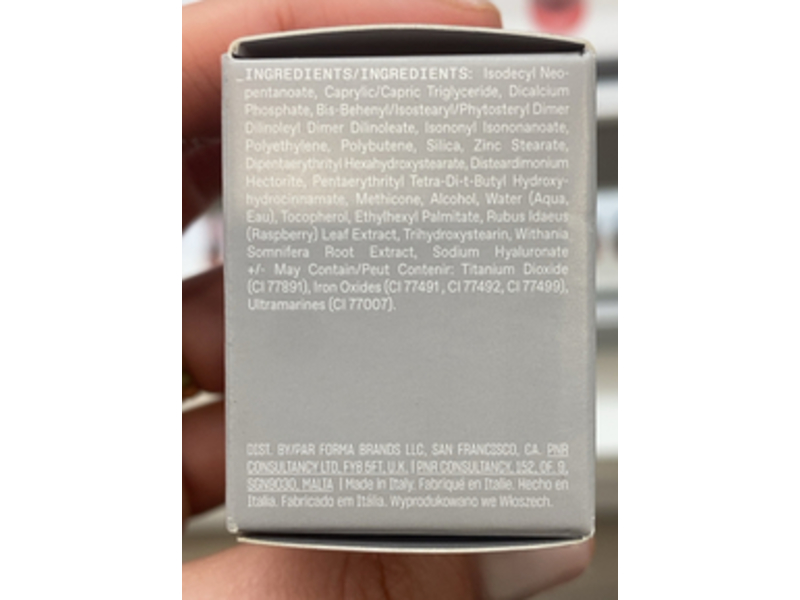 _INGREDIENTS/INGREDIENTS: Isodecyl Neo-
pentanoate, Caprylic/Capric Triglyceride, Dicalcium
Phosphate, Bis-Behenyl/Isostearyl/Phytosteryl Dimer
Dilinoleyl Dimer Dilinoleate, Isononyl Isononanoate,
Polyethylene, Polybutene, Silica, Zinc Stearate,
Dipentaerythrityl Hexahydroxystearate, Disteardimonium
Hectorite, Pentaerythrityl Tetra-Di-t-Butyl Hydroxy-
hydrocinnamate, Methicone, Alcohol, Water (Aqua,
Eau), Tocopherol, Ethylhexyl Palmitate, Rubus Idaeus
(Raspberry) Leaf Extract, Trihydroxystearin, Withania
Somnifera Root Extract, Sodium Hyaluronate
+/- May Contain/Peut Contenir: Titanium Dioxide
(CI 77891), Iron Oxides (CI 77491, CI 77492, CI 77499),
Ultramarines (CI 77007).
DIST. BY/PAR FORMA BRANDS LLC, SAN FRANCISCO, CA. PNR
CONSULTANCY LTD, FY8 5FT, U.K. | PNR CONSULTANCY, 152, OF. 9,
SGN9030, MALTA | Made in Italy. Fabriqué en Italie. Hecho en
Italia. Fabricado em Itália. Wyprodukowano we Włoszech.